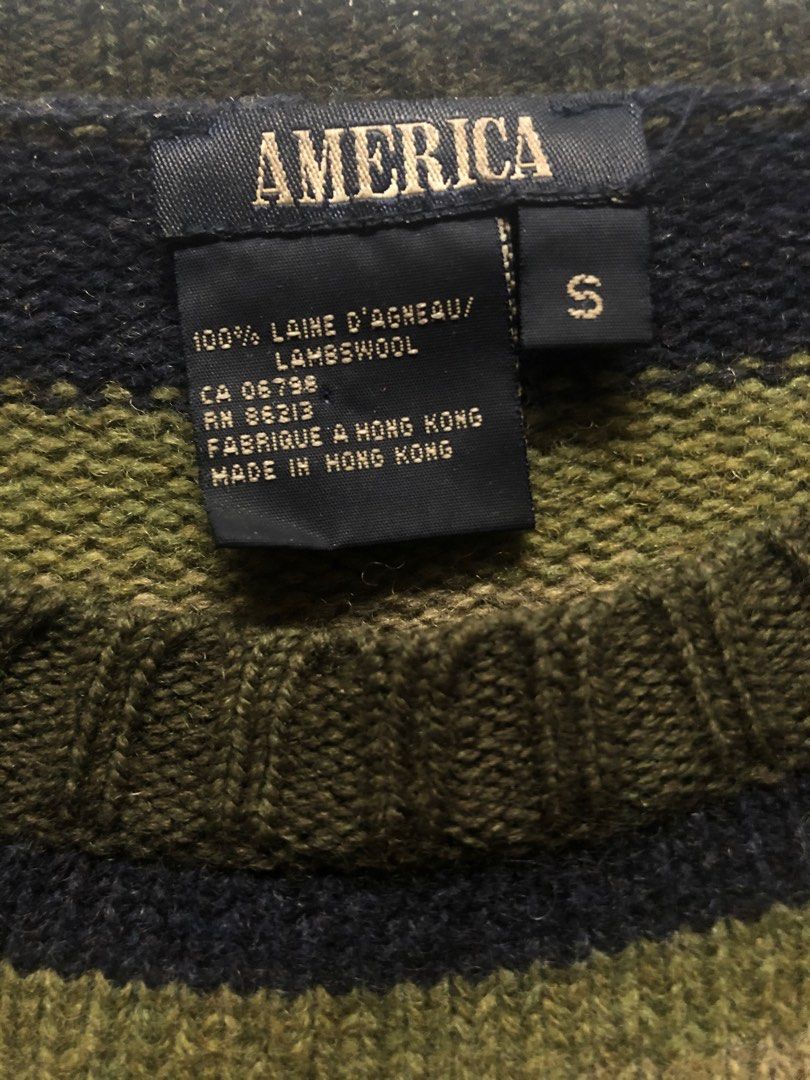 AMERICA
S
100% LAINE D'AGNEAU/
LAMBSWOOL
CA 06798
RN 86213
FABRIQUE A HONG KONG
MADE IN HONG KONG